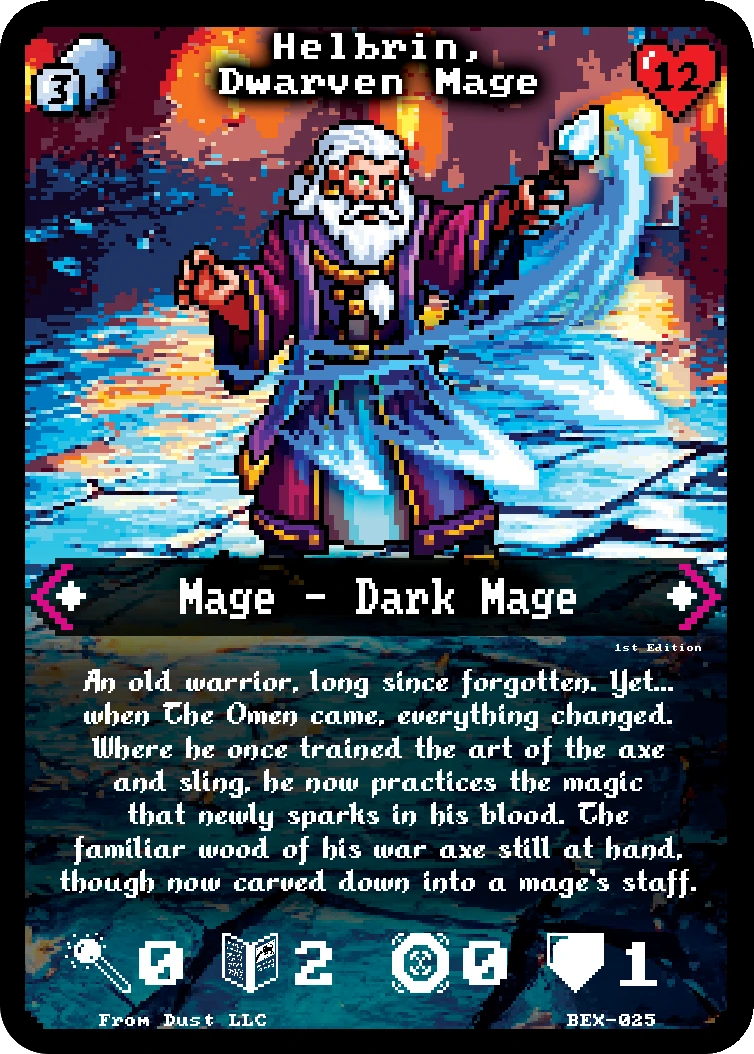 Helbrin,
Dwarven Mage
3
12
Mage - Dark Mage
1st Edition
An old warrior, long since forgotten. Yet...
when The Omen came, everything changed.
Where he once trained the art of the axe
and sling, he now practices the magic
that newly sparks in his blood. The
familiar wood of his war axe still at hand,
though now carved down into a mage's staff.
0 2 0 1
From Dust LLC BEX-025